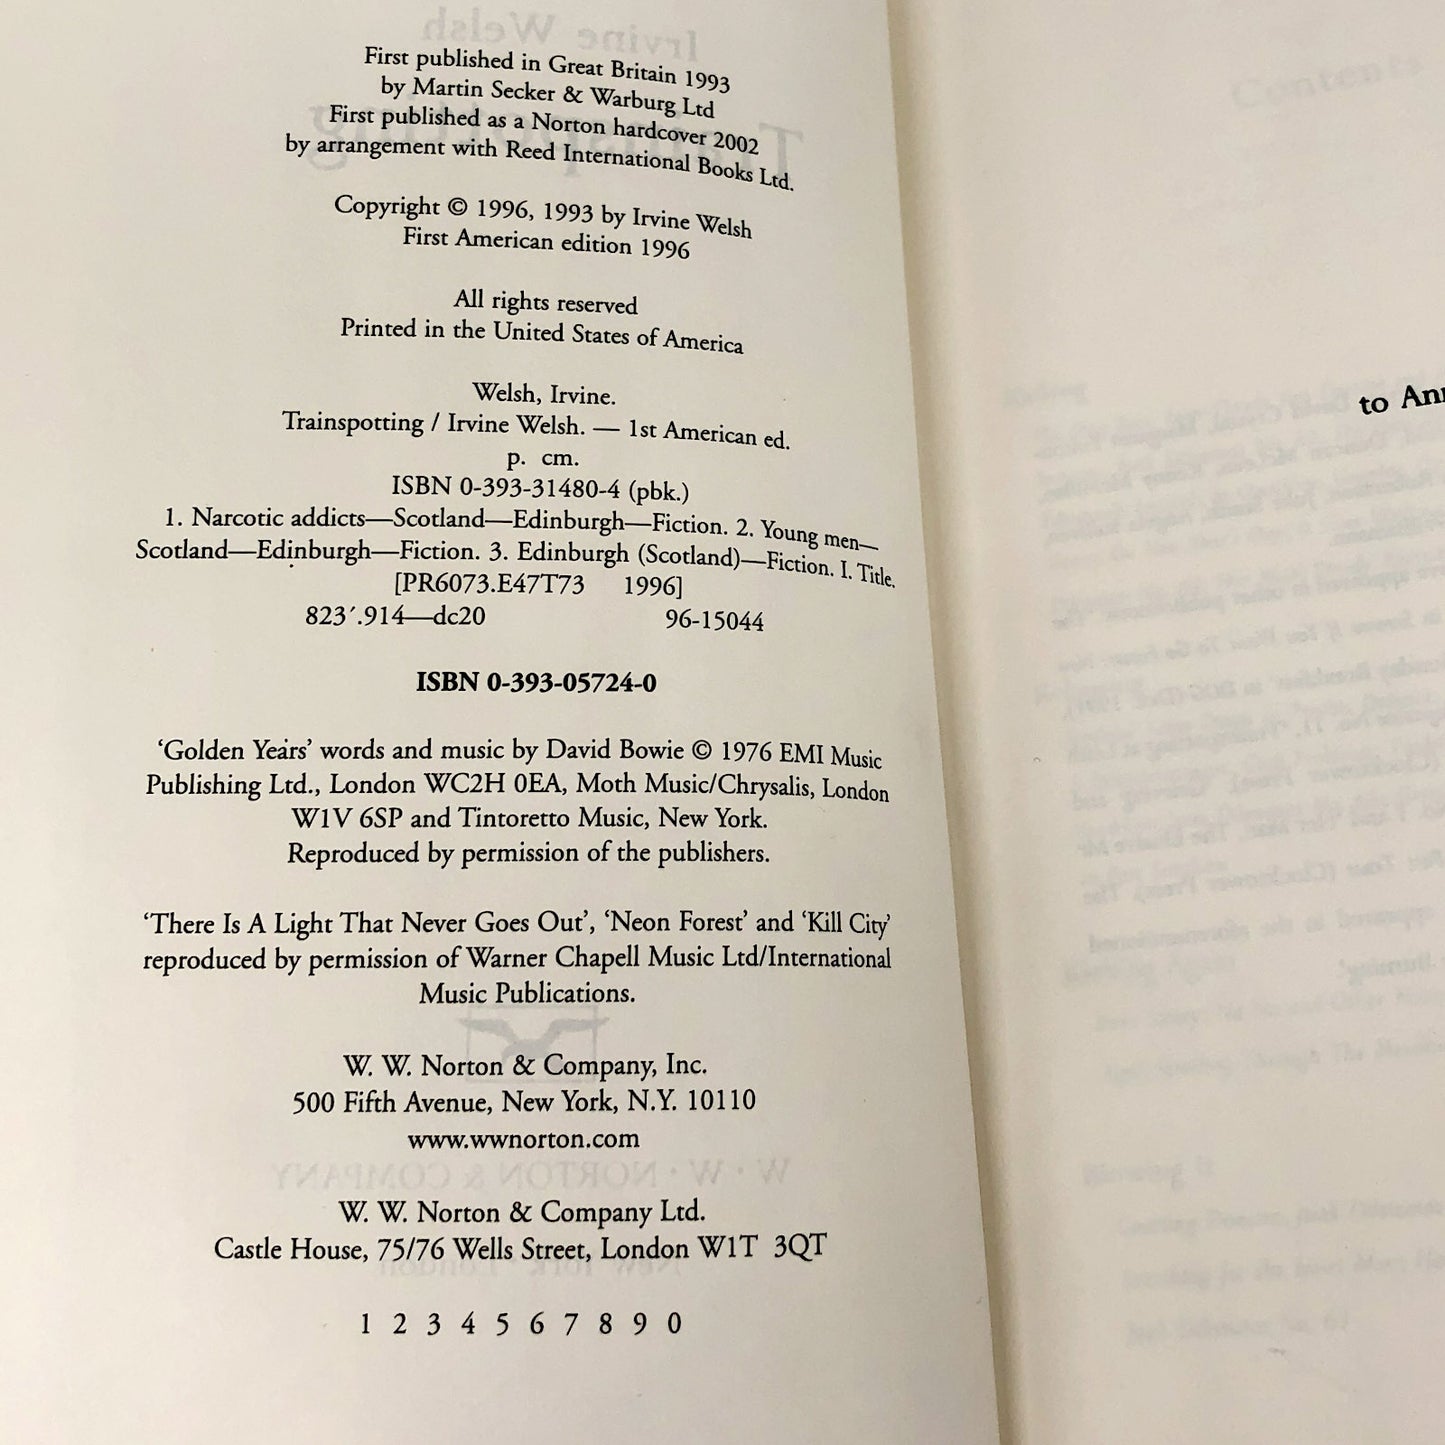 First published in Great Britain 1993
by Martin Secker & Warburg Ltd
First published as a Norton hardcover 2002
by arrangement with Reed International Books Ltd.
Copyright © 1996, 1993 by Irvine Welsh
First American edition 1996
All rights reserved
Printed in the United States of America
Welsh, Irvine.
Trainspotting / Irvine Welsh. — 1st American ed.
p. cm.
ISBN 0-393-31480-4 (pbk.)
1. Narcotic addicts—Scotland—Edinburgh—Fiction. 2. Young men—
Scotland—Edinburgh—Fiction. 3. Edinburgh (Scotland)—Fiction. I. Title.
[PR6073.E47T73 1996]
823′.914—dc20 96-15044
ISBN 0-393-05724-0
‘Golden Years’ words and music by David Bowie © 1976 EMI Music
Publishing Ltd., London WC2H 0EA, Moth Music/Chrysalis, London
W1V 6SP and Tintoretto Music, New York.
Reproduced by permission of the publishers.
‘There Is A Light That Never Goes Out’, ‘Neon Forest’ and ‘Kill City’
reproduced by permission of Warner Chapell Music Ltd/International
Music Publications.
W. W. Norton & Company, Inc.
500 Fifth Avenue, New York, N.Y. 10110
www.wwnorton.com
W. W. Norton & Company Ltd.
Castle House, 75/76 Wells Street, London W1T 3QT
1 2 3 4 5 6 7 8 9 0
to